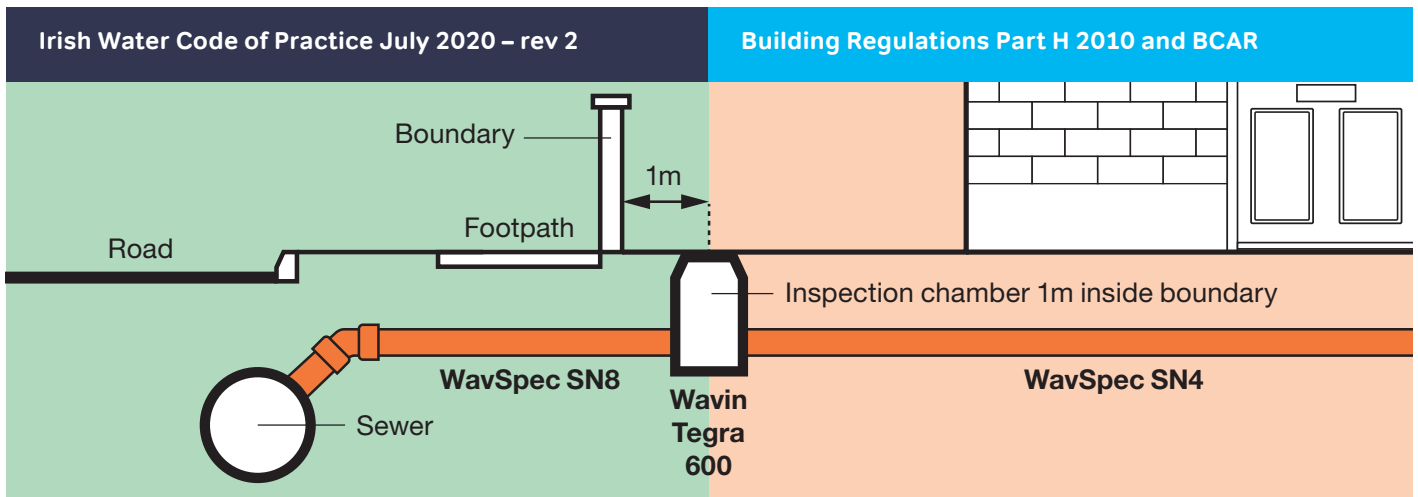 Irish Water Code of Practice July 2020 – rev 2
Building Regulations Part H 2010 and BCAR
Boundary
1m
Footpath
Road
Inspection chamber 1m inside boundary
WavSpec SN8
WavSpec SN4
Wavin
Tegra
600
Sewer